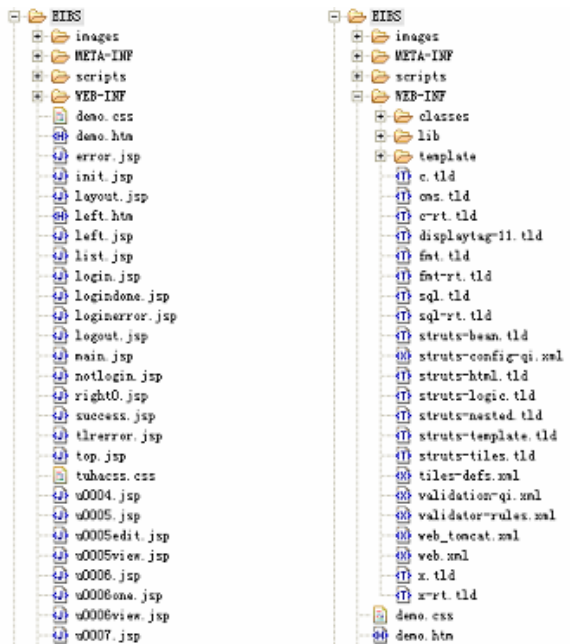 EIBS
images
META-INF
scripts
WEB-INF
demo.css
demo.htm
error.jsp
init.jsp
layout.jsp
left.htm
left.jsp
list.jsp
login.jsp
logindone.jsp
loginerror.jsp
logout.jsp
main.jsp
notlogin.jsp
right0.jsp
success.jsp
tlrerror.jsp
top.jsp
tuhacss.css
u0004.jsp
u0005.jsp
u0005edit.jsp
u0005view.jsp
u0006.jsp
u0006one.jsp
u0006view.jsp
u0007.jsp
EIBS
images
META-INF
scripts
WEB-INF
classes
lib
template
c.tld
cms.tld
c-rt.tld
displaytag-11.tld
fmt.tld
fmt-rt.tld
sql.tld
sql-rt.tld
struts-bean.tld
struts-config-qi.xml
struts-html.tld
struts-logic.tld
struts-nested.tld
struts-template.tld
struts-tiles.tld
tiles-defs.xml
validation-qi.xml
validator-rules.xml
web_tomcat.xml
web.xml
x.tld
x-rt.tld
demo.css
demo.htm